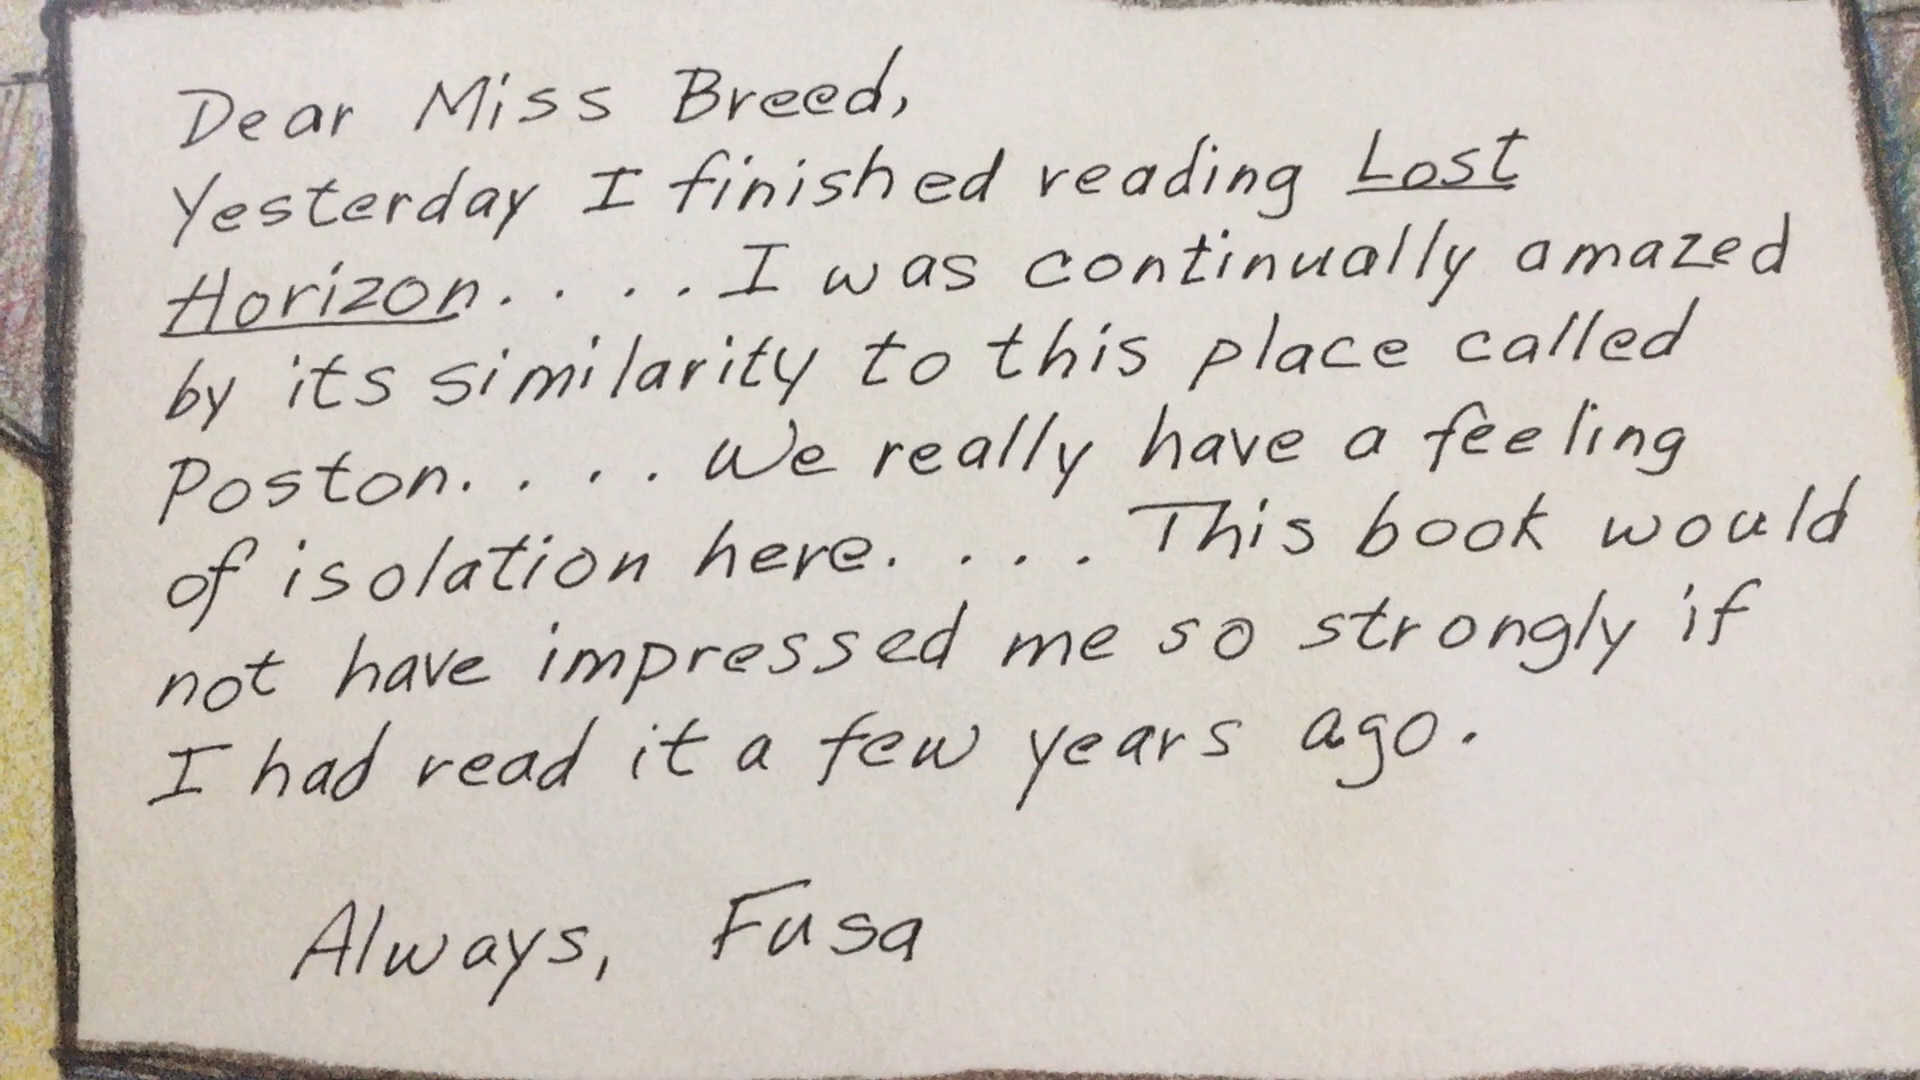 Dear Miss Breed,
Yesterday I finished reading Lost
Horizon. . . . . I was continually amazed
by its similarity to this place called
Poston. . . . We really have a feeling
of isolation here. . . . This book would
not have impressed me so strongly if
I had read it a few years ago.
Always, Fusa